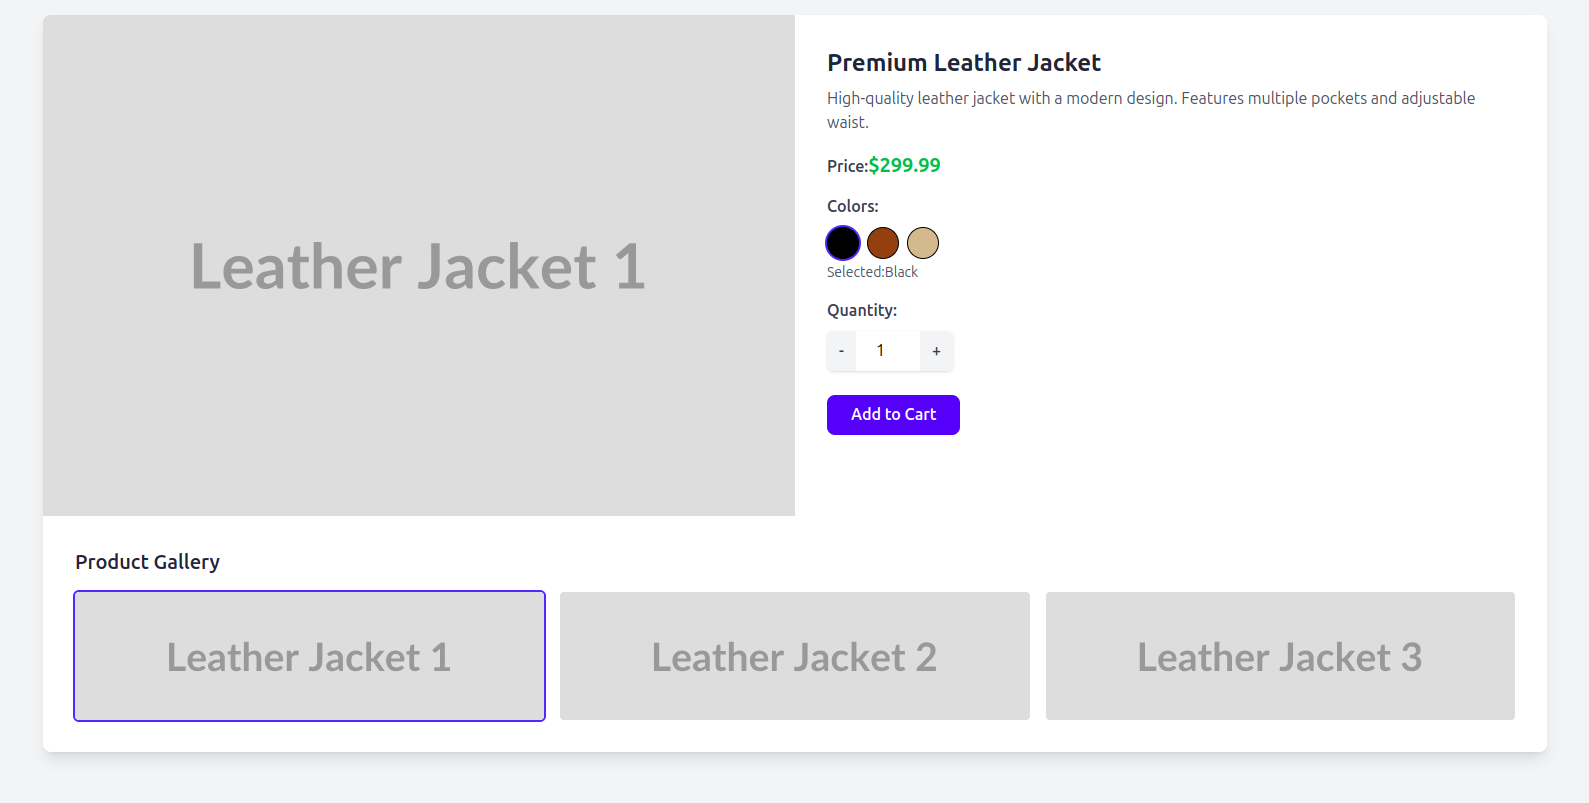 Leather Jacket 1
Premium Leather Jacket
High-quality leather jacket with a modern design. Features multiple pockets and adjustable
waist.
Price:$299.99
Colors:
Selected:Black
Quantity:
- 1 +
Add to Cart
Product Gallery
Leather Jacket 1
Leather Jacket 2
Leather Jacket 3